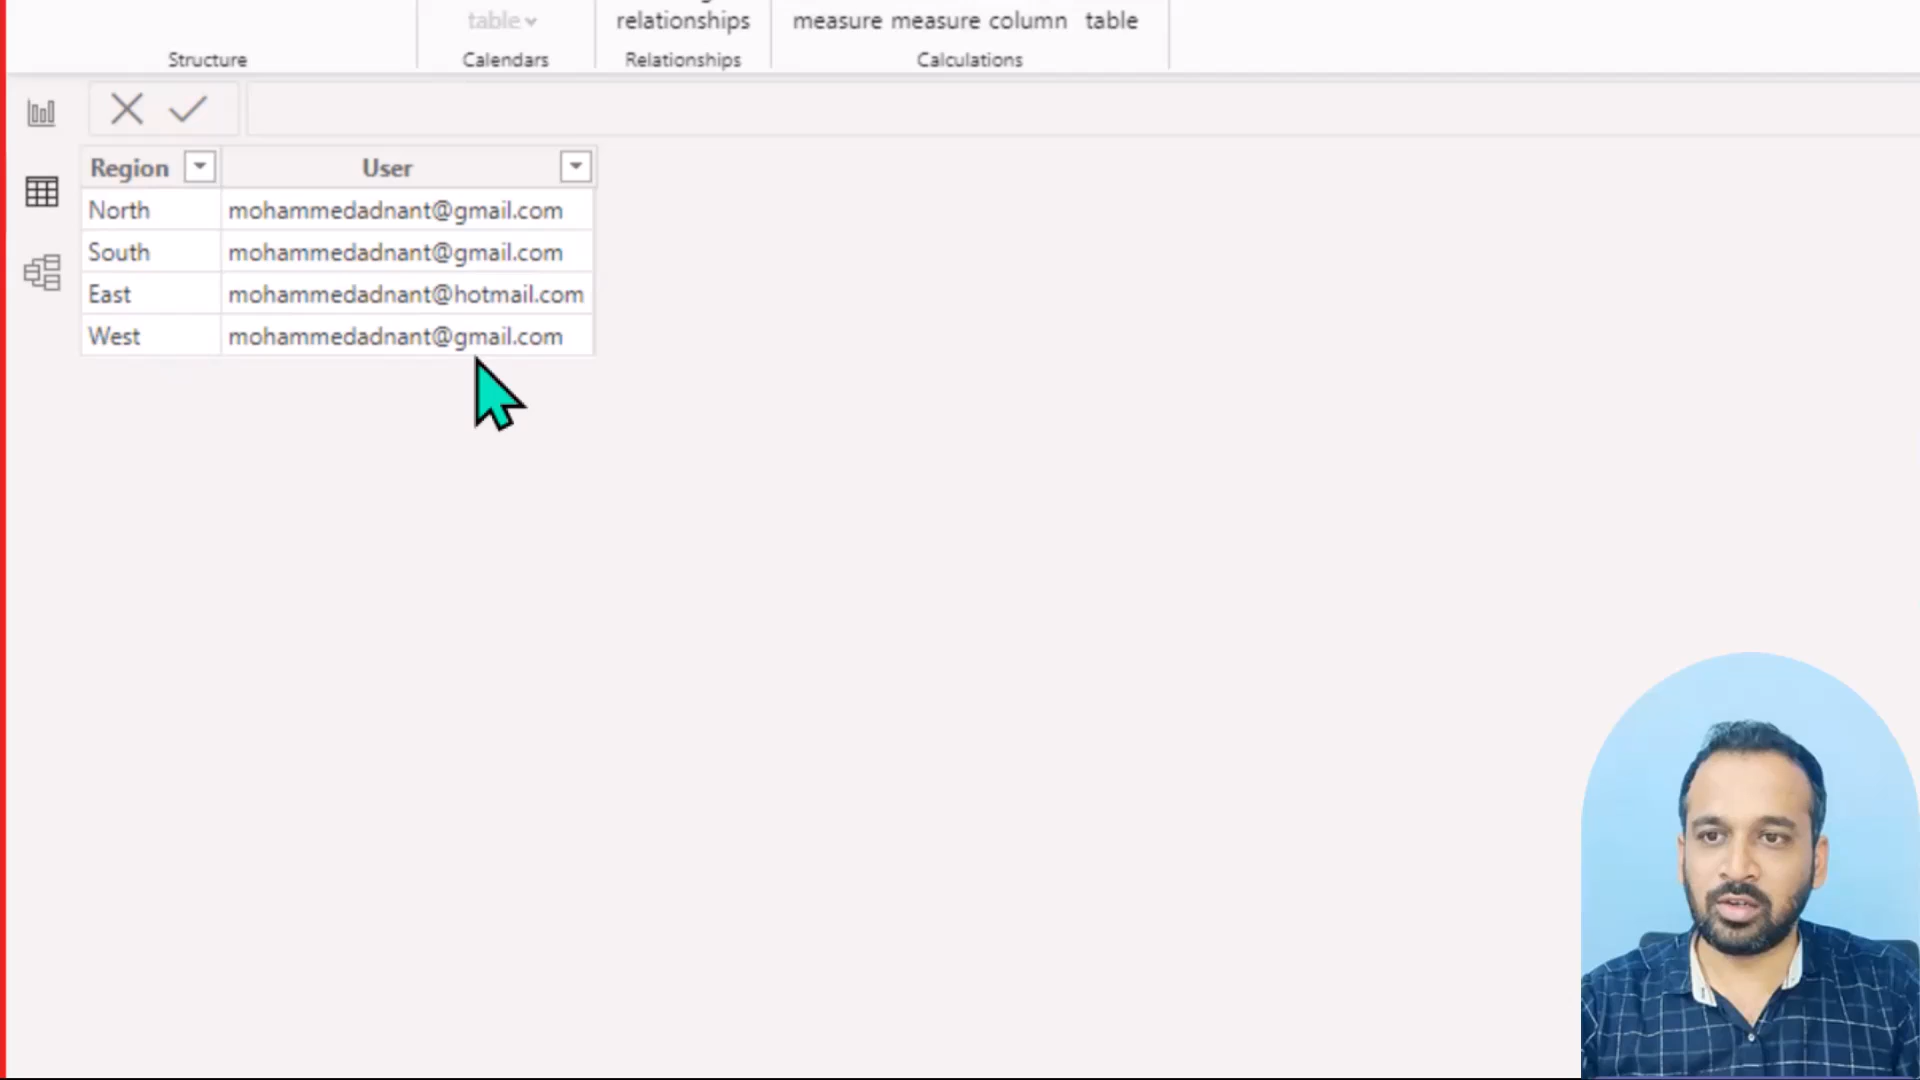 table
relationships
measure measure column table
Structure
Calendars
Relationships
Calculations
Region User
North mohammedadnant@gmail.com
South mohammedadnant@gmail.com
East mohammedadnant@hotmail.com
West mohammedadnant@gmail.com